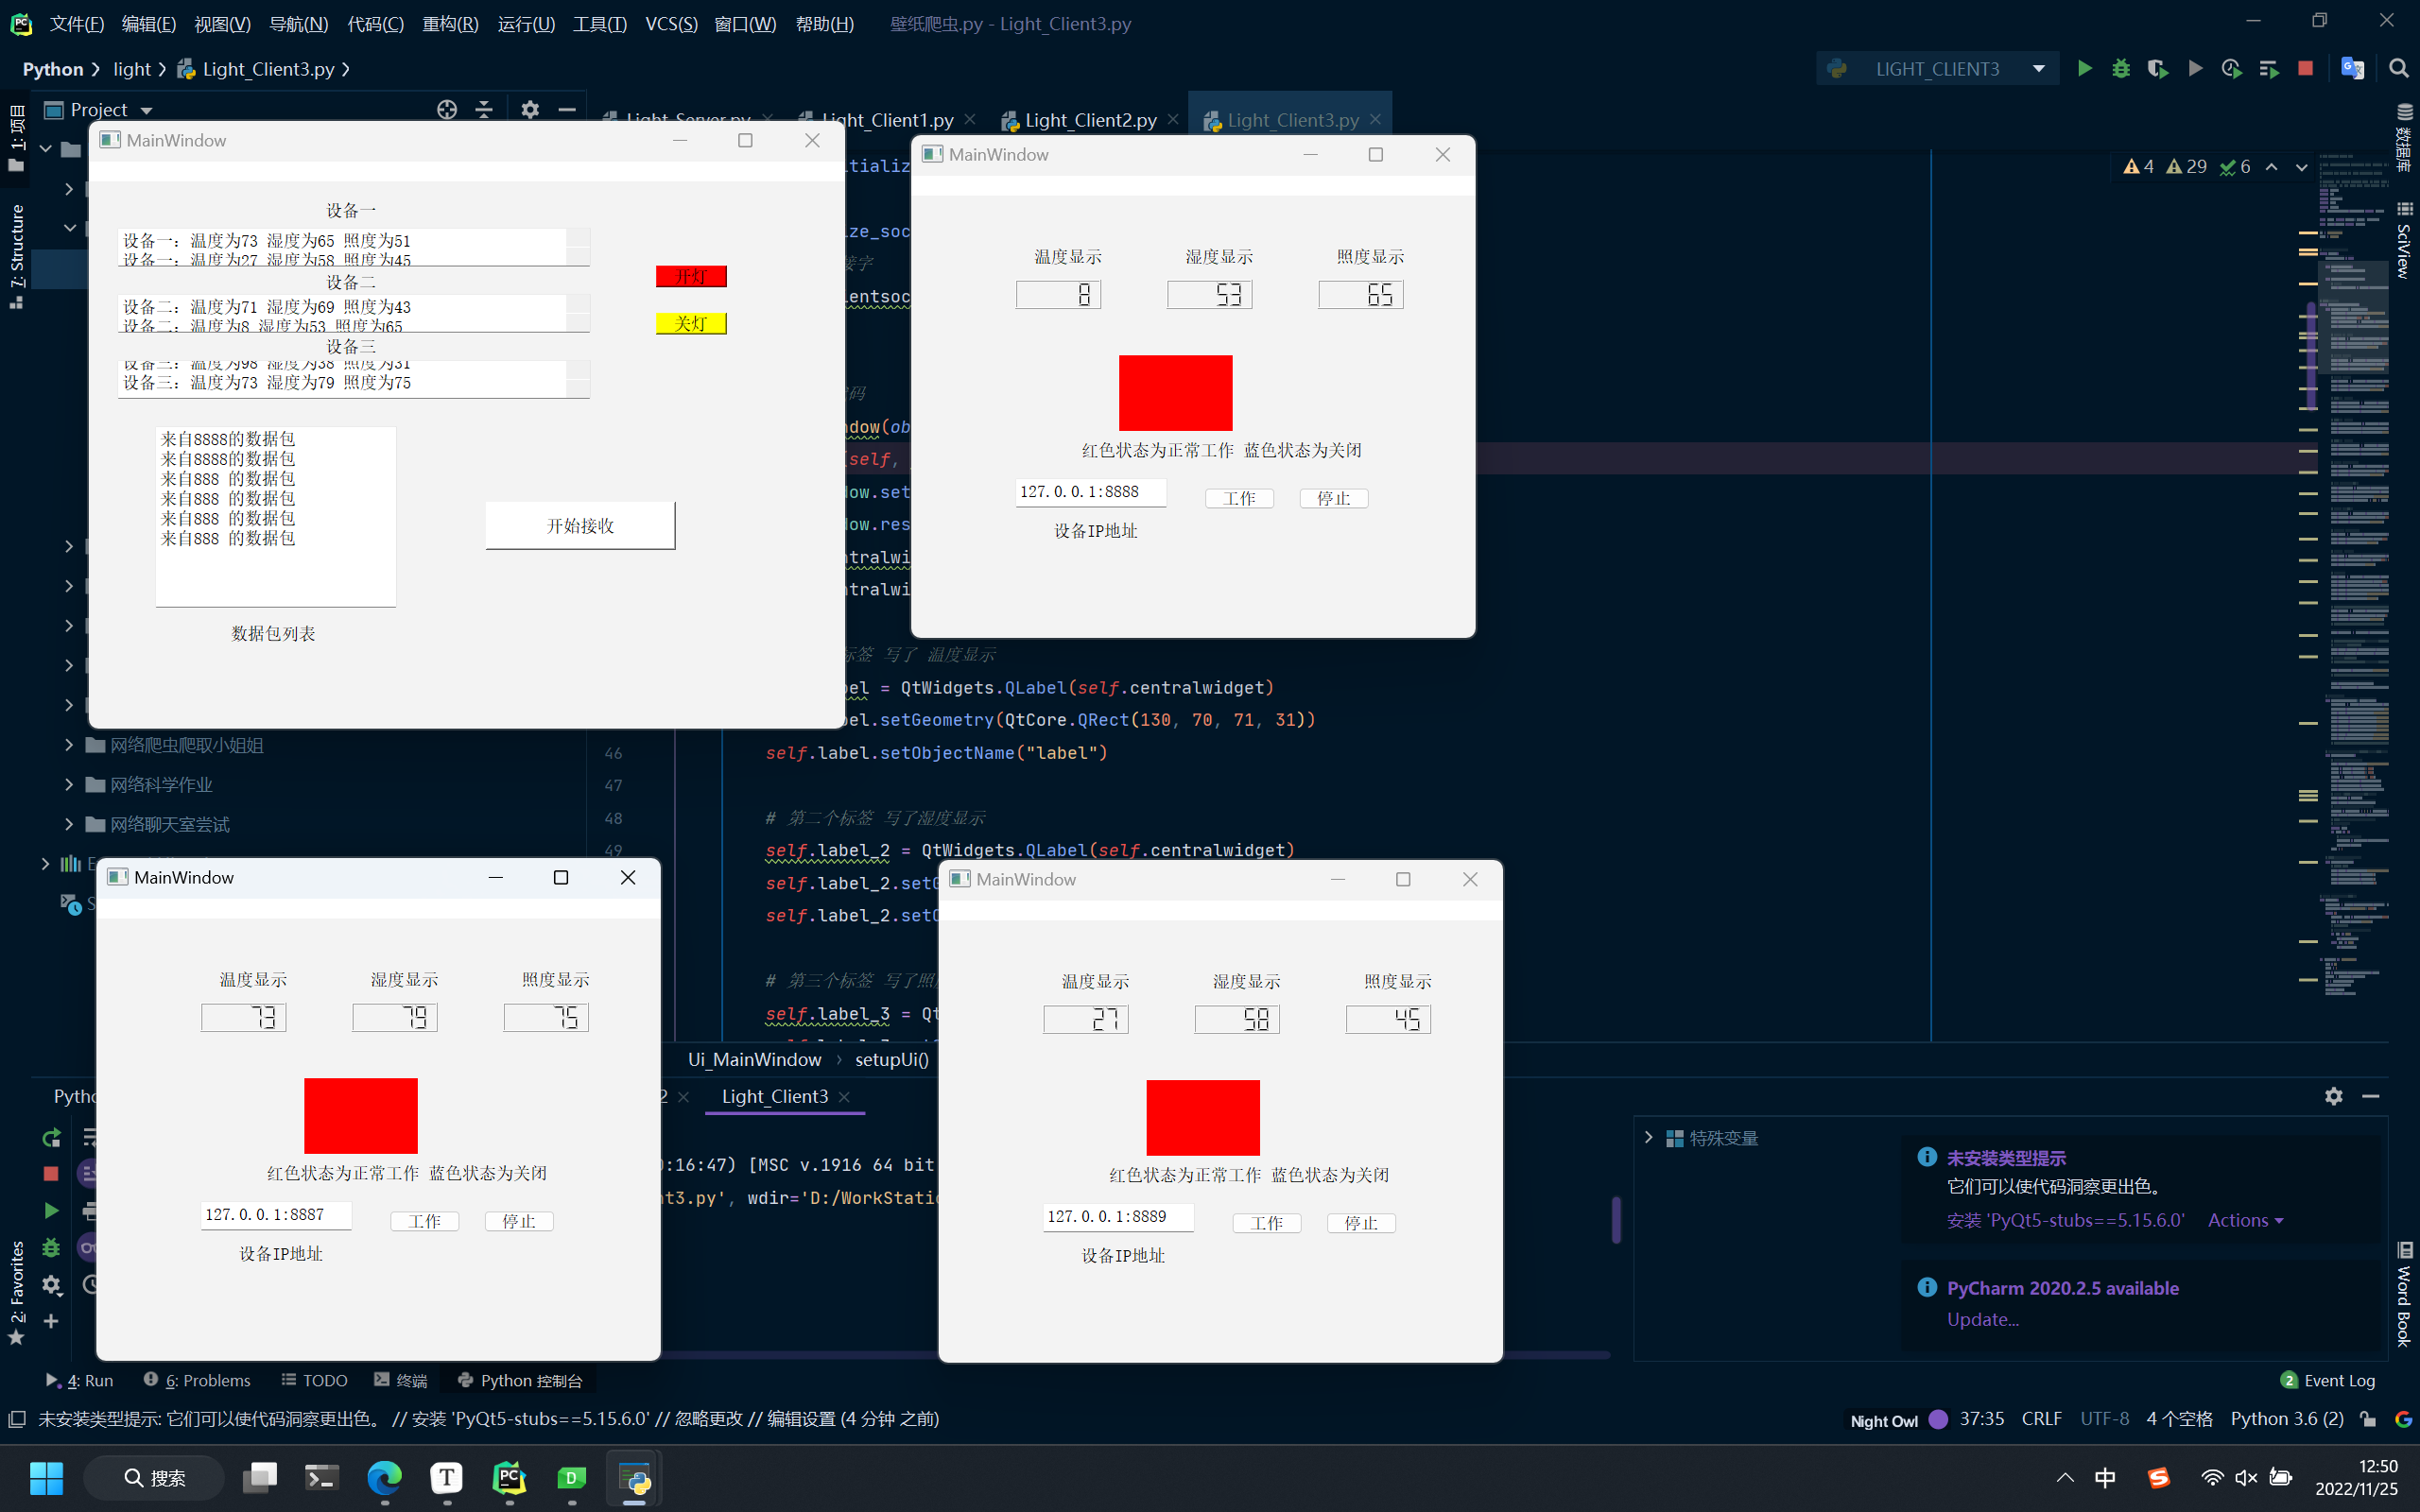 文件(F) 编辑(E) 视图(V) 导航(N) 代码(C) 重构(R) 运行(U) 工具(T) VCS(S) 窗口(W) 帮助(H) 壁纸爬虫.py - Light_Client3.py
Python light Light_Client3.py
LIGHT_CLIENT3
1: 项目
7: Structure
2: Favorites
Project
Light_Server.py Light_Client1.py Light_Client2.py Light_Client3.py
4 29 6
数据库
SciView
Word Book
MainWindow
设备一
设备一: 温度为73 湿度为65 照度为51
设备一: 温度为27 湿度为58 照度为45
设备二
设备二: 温度为71 湿度为69 照度为43
设备二: 温度为8 湿度为53 照度为65
设备三
设备三: 温度为98 湿度为38 照度为31
设备三: 温度为73 湿度为79 照度为75
开灯
关灯
来自8888的数据包
来自8888的数据包
来自888 的数据包
来自888 的数据包
来自888 的数据包
来自888 的数据包
开始接收
数据包列表
MainWindow
温度显示 湿度显示 照度显示
8 53 65
红色状态为正常工作 蓝色状态为关闭
127.0.0.1:8888 工作 停止
设备IP地址
标签 写了 温度显示
= QtWidgets.QLabel(self.centralwidget)
.setGeometry(QtCore.QRect(130, 70, 71, 31))
46 self.label.setObjectName("label")
47
48 # 第二个标签 写了湿度显示
49 self.label_2 = QtWidgets.QLabel(self.centralwidget)
self.label_2.set
self.label_2.set
# 第三个标签 写了照
self.label_3 = Qt
网络爬虫爬取小姐姐
网络科学作业
网络聊天室尝试
MainWindow
温度显示 湿度显示 照度显示
73 79 75
红色状态为正常工作 蓝色状态为关闭
127.0.0.1:8887 工作 停止
设备IP地址
MainWindow
温度显示 湿度显示 照度显示
27 58 45
红色状态为正常工作 蓝色状态为关闭
127.0.0.1:8889 工作 停止
设备IP地址
Ui_MainWindow › setupUi()
Light_Client3
:16:47) [MSC v.1916 64 bit
nt3.py', wdir='D:/WorkStati
特殊变量
未安装类型提示
它们可以使代码洞察更出色。
安装 'PyQt5-stubs==5.15.6.0' Actions
PyCharm 2020.2.5 available
Update...
4: Run 6: Problems TODO 终端 Python 控制台 2 Event Log
未安装类型提示: 它们可以使代码洞察更出色。 // 安装 'PyQt5-stubs==5.15.6.0' // 忽略更改 // 编辑设置 (4 分钟 之前)
Night Owl 37:35 CRLF UTF-8 4 个空格 Python 3.6 (2)
搜索
中
12:50
2022/11/25